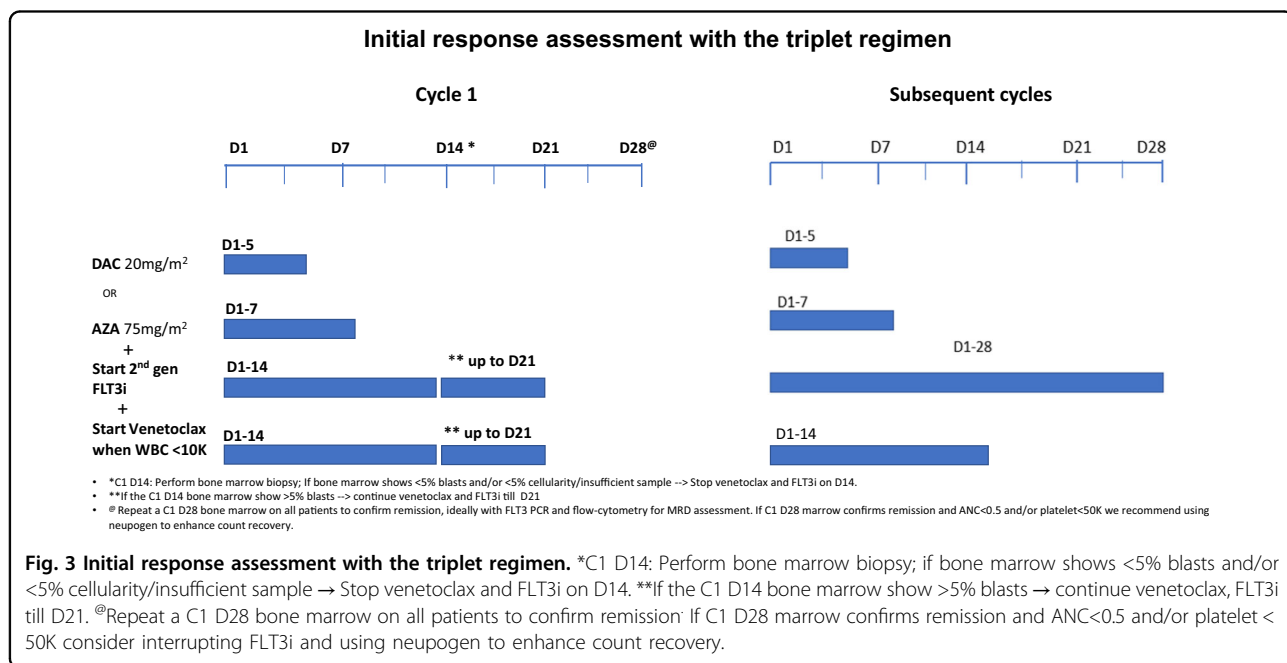 Initial response assessment with the triplet regimen
Cycle 1
Subsequent cycles
D1 D7 D14 * D21 D28@
D1 D7 D14 D21 D28
D1-5
D1-5
DAC 20mg/m²
OR
D1-7
D1-7
AZA 75mg/m²
+
D1-28
Start 2nd gen
FLT3i
D1-14
** up to D21
+
Start Venetoclax
when WBC <10K
D1-14
** up to D21
D1-14
• *C1 D14: Perform bone marrow biopsy; If bone marrow shows <5% blasts and/or <5% cellularity/insufficient sample --> Stop venetoclax and FLT3i on D14.
• **If the C1 D14 bone marrow show >5% blasts --> continue venetoclax and FLT3i till D21
• @ Repeat a C1 D28 bone marrow on all patients to confirm remission, ideally with FLT3 PCR and flow-cytometry for MRD assessment. If C1 D28 marrow confirms remission and ANC<0.5 and/or platelet<50K we recommend using
neupogen to enhance count recovery.
Fig. 3 Initial response assessment with the triplet regimen. *C1 D14: Perform bone marrow biopsy; if bone marrow shows <5% blasts and/or
<5% cellularity/insufficient sample → Stop venetoclax and FLT3i on D14. **If the C1 D14 bone marrow show >5% blasts → continue venetoclax, FLT3i
till D21. @Repeat a C1 D28 bone marrow on all patients to confirm remission· If C1 D28 marrow confirms remission and ANC<0.5 and/or platelet <
50K consider interrupting FLT3i and using neupogen to enhance count recovery.